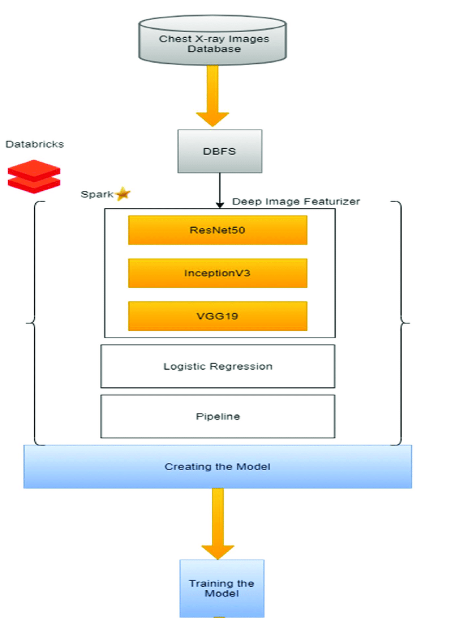 Chest X-ray Images
Database
DBFS
Databricks
Spark
Deep Image Featurizer
ResNet50
InceptionV3
VGG19
Logistic Regression
Pipeline
Creating the Model
Training the
Model